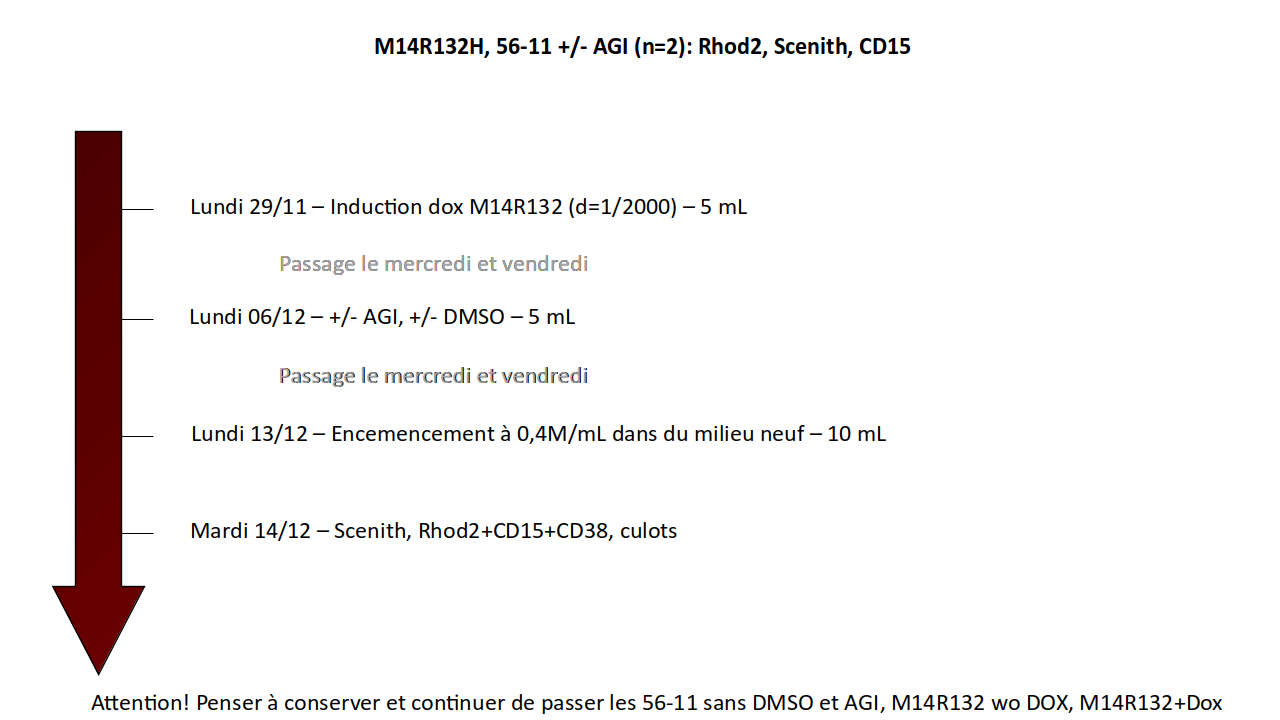 M14R132H, 56-11 +/- AGI (n=2): Rhod2, Scenith, CD15
Lundi 29/11 – Induction dox M14R132 (d=1/2000) – 5 mL
Passage le mercredi et vendredi
Lundi 06/12 – +/- AGI, +/- DMSO – 5 mL
Passage le mercredi et vendredi
Lundi 13/12 – Encemencement à 0,4M/mL dans du milieu neuf – 10 mL
Mardi 14/12 – Scenith, Rhod2+CD15+CD38, culots
Attention! Penser à conserver et continuer de passer les 56-11 sans DMSO et AGI, M14R132 wo DOX, M14R132+Dox